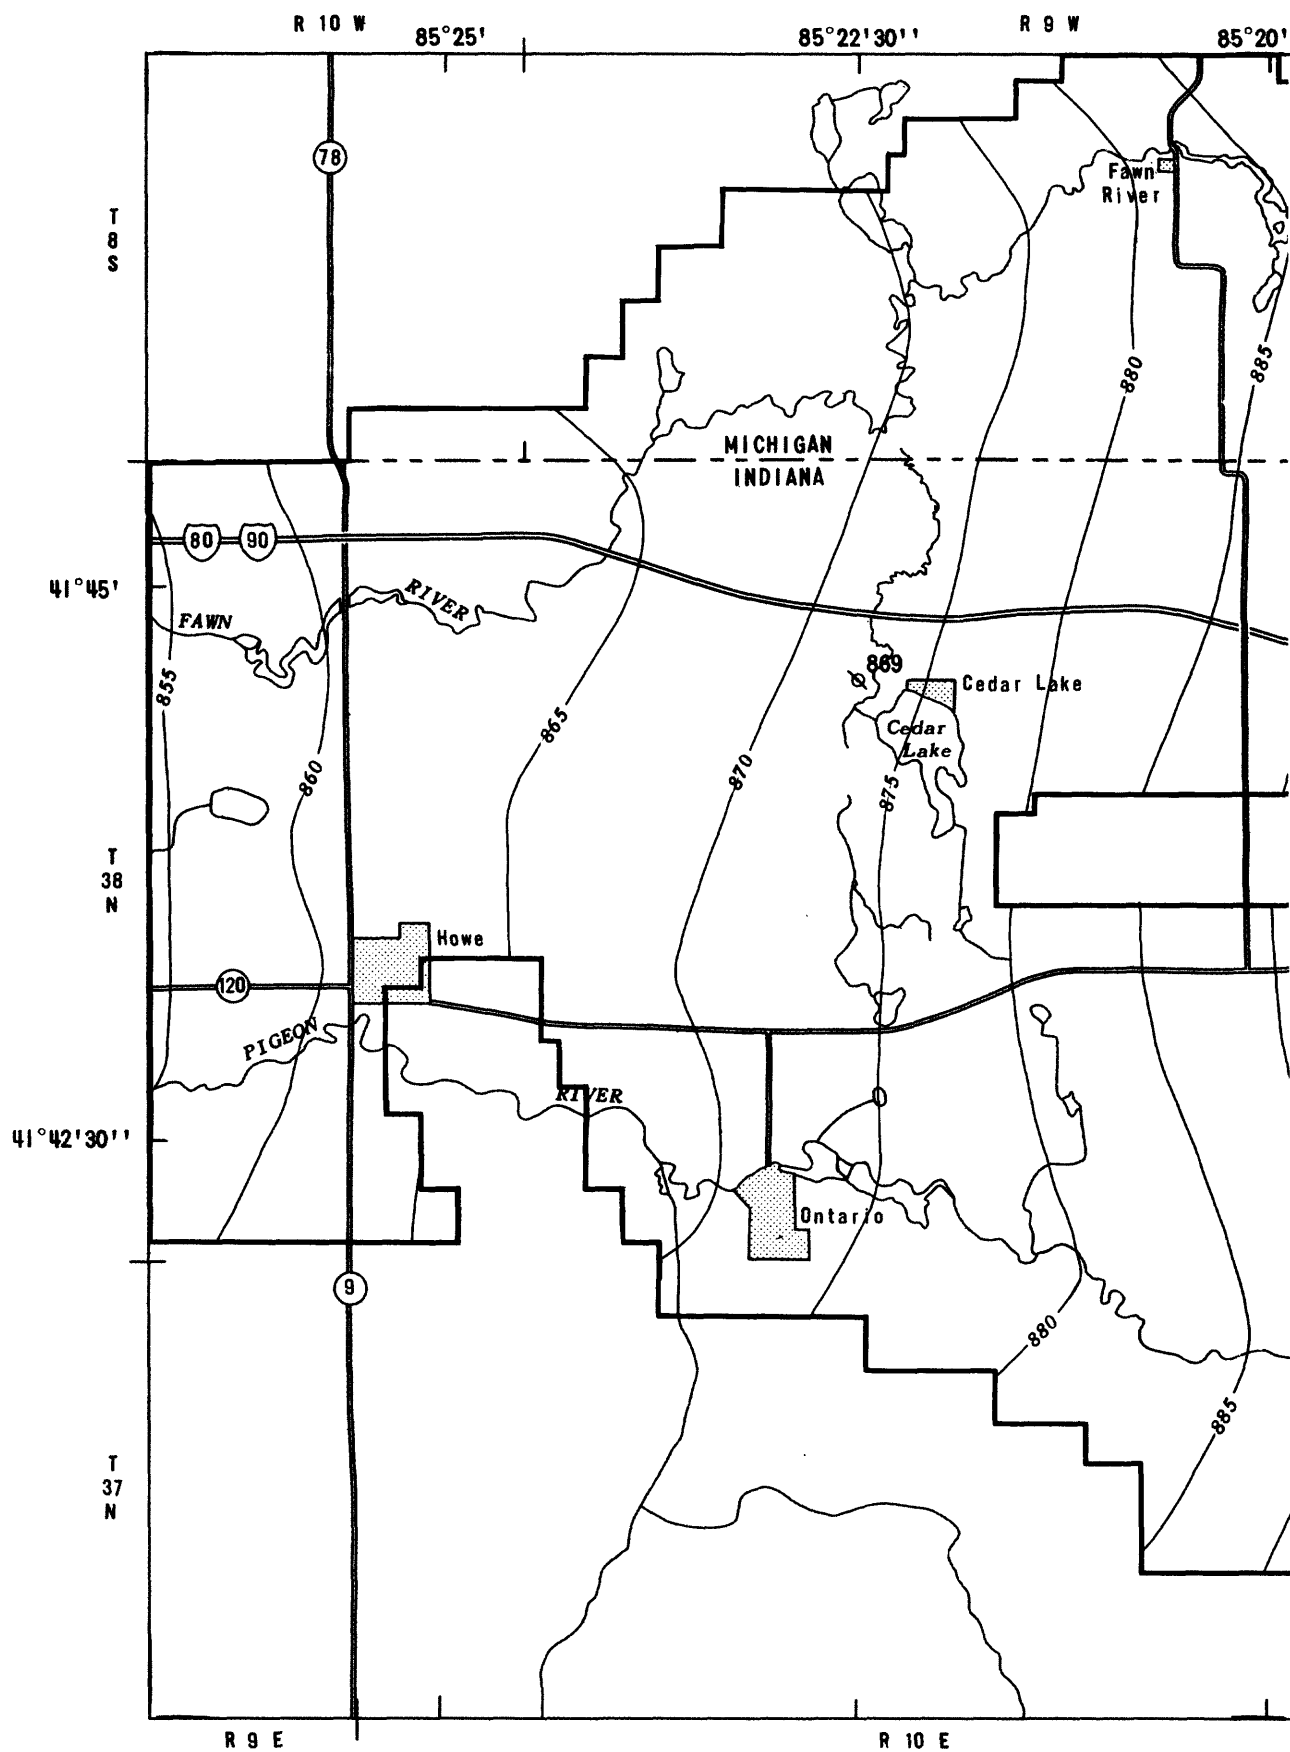 R 10 W
R 9 W
85°25'
85°22'30''
85°20'
78
Fawn
River
T
8
S
880
885
MICHIGAN
INDIANA
80
90
41°45'
RIVER
FAWN
869
855
Cedar Lake
865
Cedar
Lake
870
860
875
T
38
N
Howe
120
PIGEON
RIVER
41°42'30''
Ontario
9
880
885
T
37
N
R 9 E
R 10 E